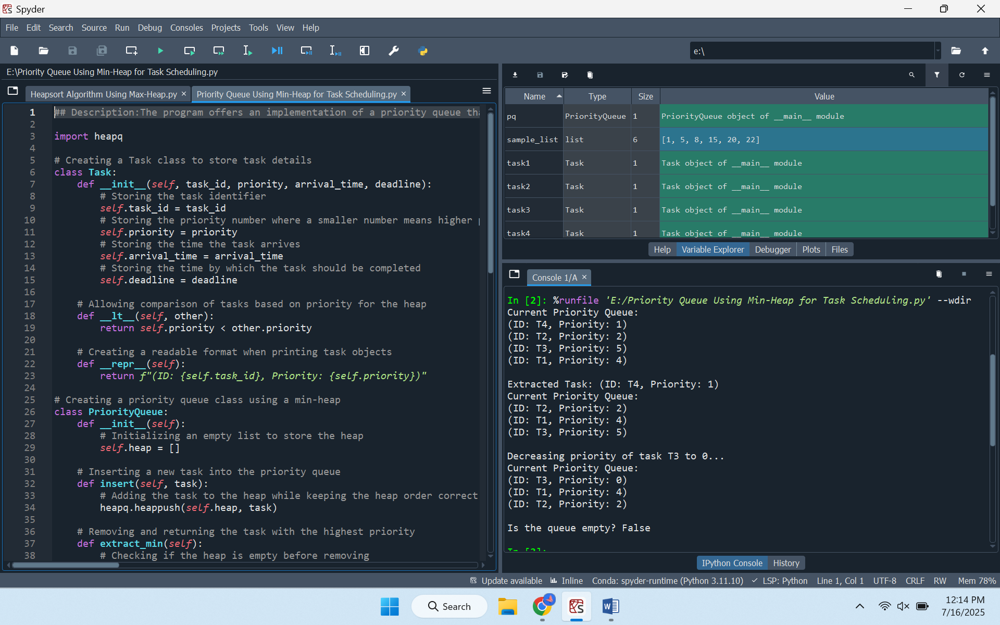 Spyder
File Edit Search Source Run Debug Consoles Projects Tools View Help
e:\
E:\Priority Queue Using Min-Heap for Task Scheduling.py
Heapsort Algorithm Using Max-Heap.py × Priority Queue Using Min-Heap for Task Scheduling.py ×
1 ## Description:The program offers an implementation of a priority queue tha
2
3 import heapq
4
5 # Creating a Task class to store task details
6 class Task:
7 def __init__(self, task_id, priority, arrival_time, deadline):
8 # Storing the task identifier
9 self.task_id = task_id
10 # Storing the priority number where a smaller number means higher
11 self.priority = priority
12 # Storing the time the task arrives
13 self.arrival_time = arrival_time
14 # Storing the time by which the task should be completed
15 self.deadline = deadline
16
17 # Allowing comparison of tasks based on priority for the heap
18 def __lt__(self, other):
19 return self.priority < other.priority
20
21 # Creating a readable format when printing task objects
22 def __repr__(self):
23 return f"(ID: {self.task_id}, Priority: {self.priority})"
24
25 # Creating a priority queue class using a min-heap
26 class PriorityQueue:
27 def __init__(self):
28 # Initializing an empty list to store the heap
29 self.heap = []
30
31 # Inserting a new task into the priority queue
32 def insert(self, task):
33 # Adding the task to the heap while keeping the heap order correct
34 heapq.heappush(self.heap, task)
35
36 # Removing and returning the task with the highest priority
37 def extract_min(self):
38 # Checking if the heap is empty before removing
Name Type Size Value
pq PriorityQueue 1 PriorityQueue object of __main__ module
sample_list list 6 [1, 5, 8, 15, 20, 22]
task1 Task 1 Task object of __main__ module
task2 Task 1 Task object of __main__ module
task3 Task 1 Task object of __main__ module
task4 Task 1 Task object of __main__ module
Help Variable Explorer Debugger Plots Files
Console 1/A ×
In [2]: %runfile 'E:/Priority Queue Using Min-Heap for Task Scheduling.py' --wdir
Current Priority Queue:
(ID: T4, Priority: 1)
(ID: T2, Priority: 2)
(ID: T3, Priority: 5)
(ID: T1, Priority: 4)
Extracted Task: (ID: T4, Priority: 1)
Current Priority Queue:
(ID: T2, Priority: 2)
(ID: T1, Priority: 4)
(ID: T3, Priority: 5)
Decreasing priority of task T3 to 0...
Current Priority Queue:
(ID: T3, Priority: 0)
(ID: T1, Priority: 4)
(ID: T2, Priority: 2)
Is the queue empty? False
In [3]:
IPython Console History
Update available Inline Conda: spyder-runtime (Python 3.11.10) LSP: Python Line 1, Col 1 UTF-8 CRLF RW Mem 78%
Search
12:14 PM
7/16/2025